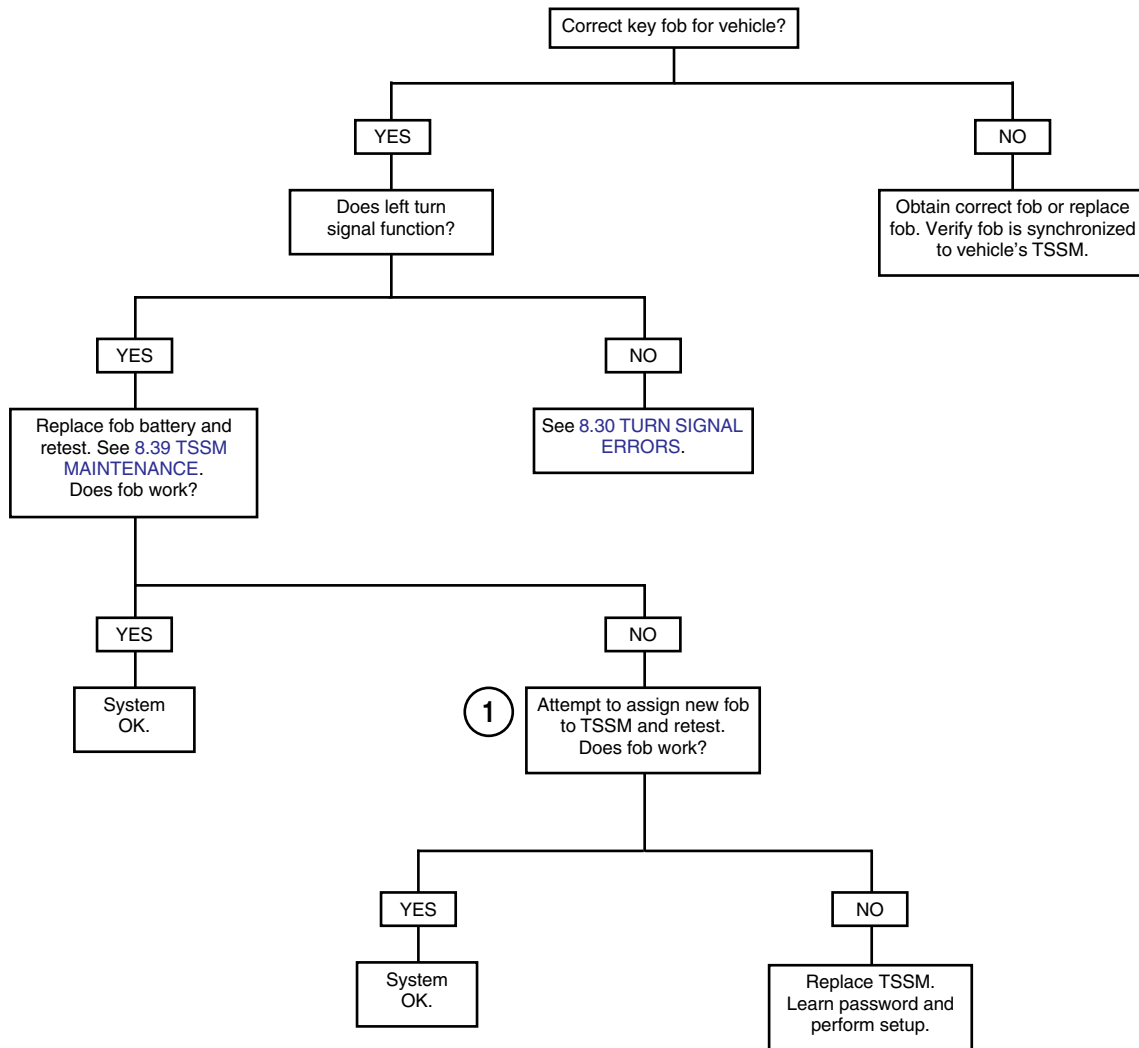 Correct key fob for vehicle?
YES
NO
Does left turn
signal function?
Obtain correct fob or replace
fob. Verify fob is synchronized
to vehicle's TSSM.
YES
NO
Replace fob battery and
retest. See 8.39 TSSM
MAINTENANCE.
Does fob work?
See 8.30 TURN SIGNAL
ERRORS.
YES
NO
System
OK.
1
Attempt to assign new fob
to TSSM and retest.
Does fob work?
YES
NO
System
OK.
Replace TSSM.
Learn password and
perform setup.